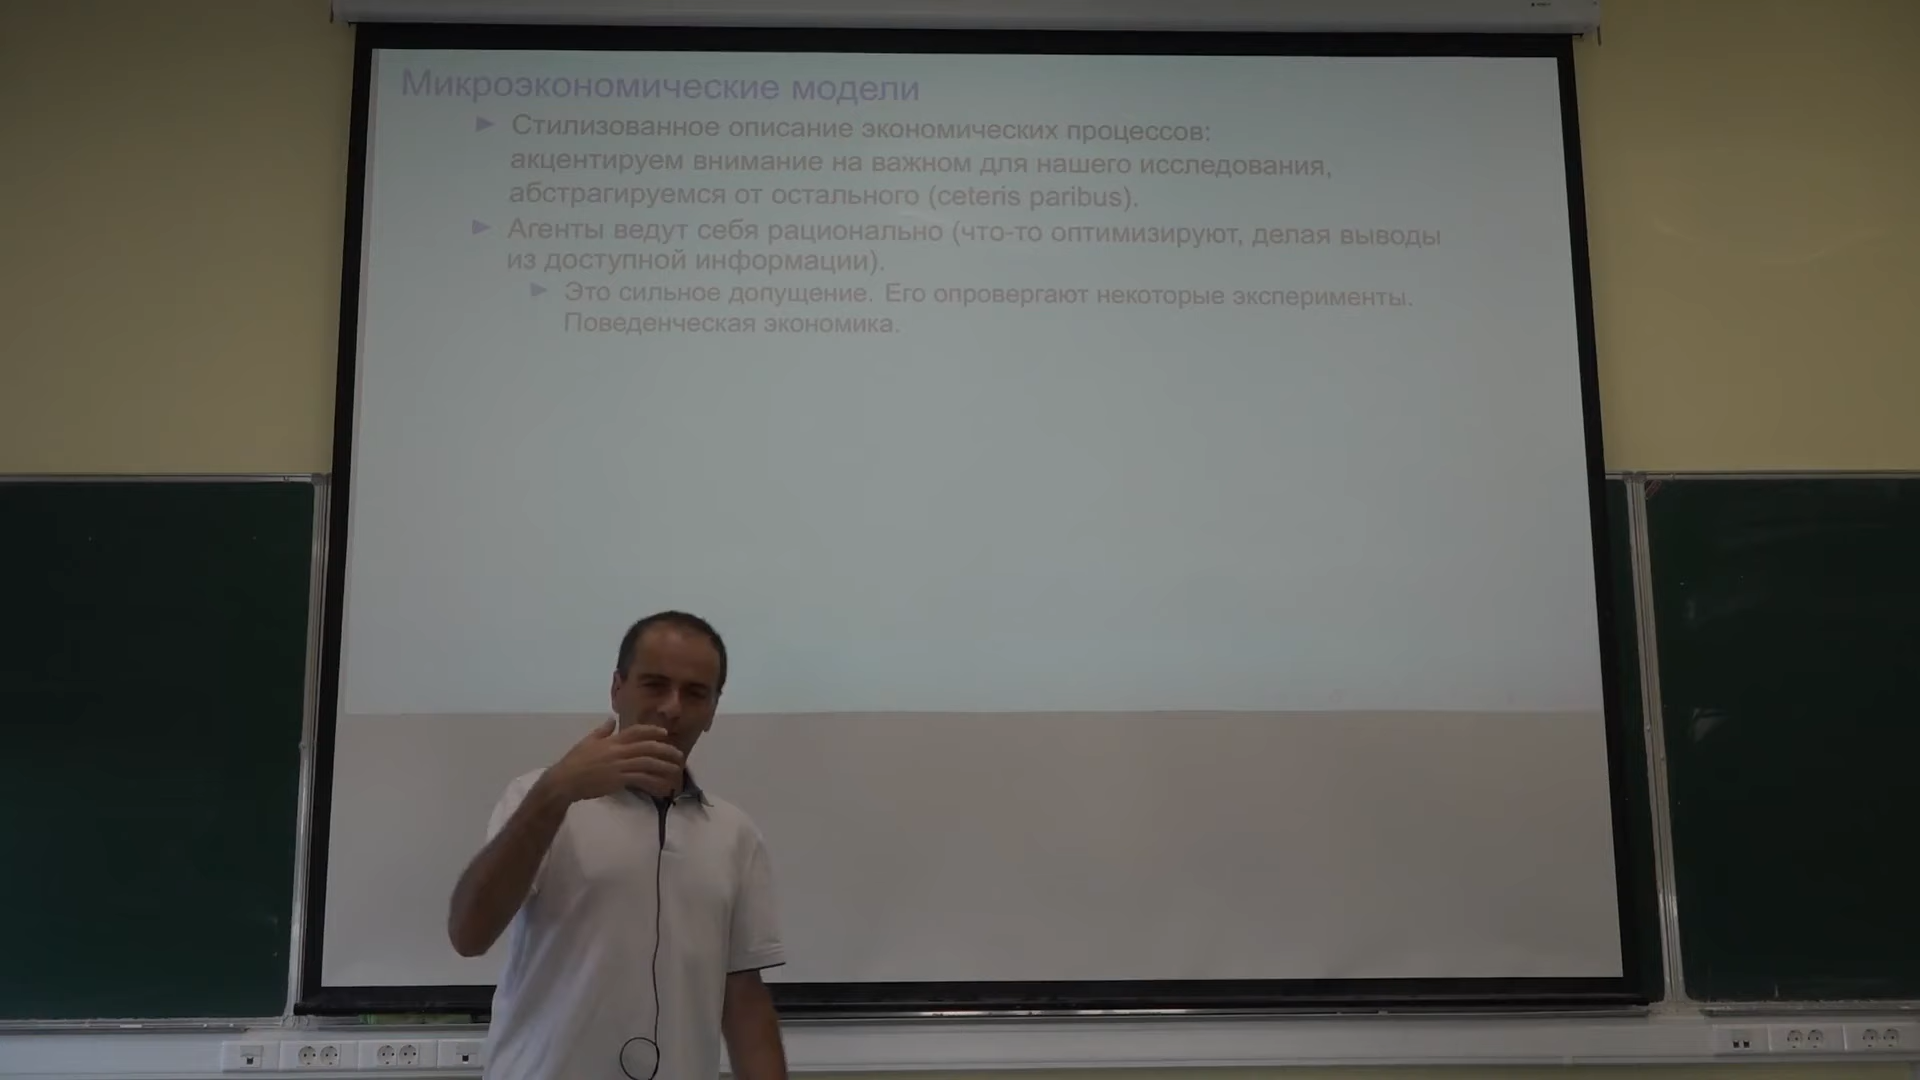 Микроэкономические модели
Стилизованное описание экономических процессов:
акцентируем внимание на важном для нашего исследования,
абстрагируемся от остального (ceteris paribus).
Агенты ведут себя рационально (что-то оптимизируют, делая выводы
из доступной информации).
Это сильное допущение. Его опровергают некоторые эксперименты.
Поведенческая экономика.